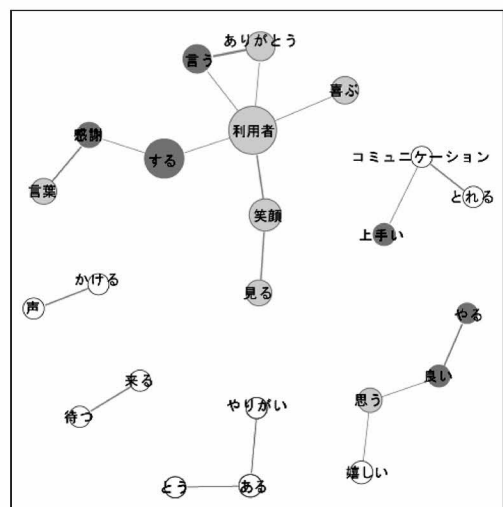 ありがとう
言う
喜ぶ
利用者
感謝
する
言葉
コミュニケーション
とれる
上手い
笑顔
見る
かける
声
やる
来る
良い
待つ
思う
やりがい
嬉しい
とう
ある